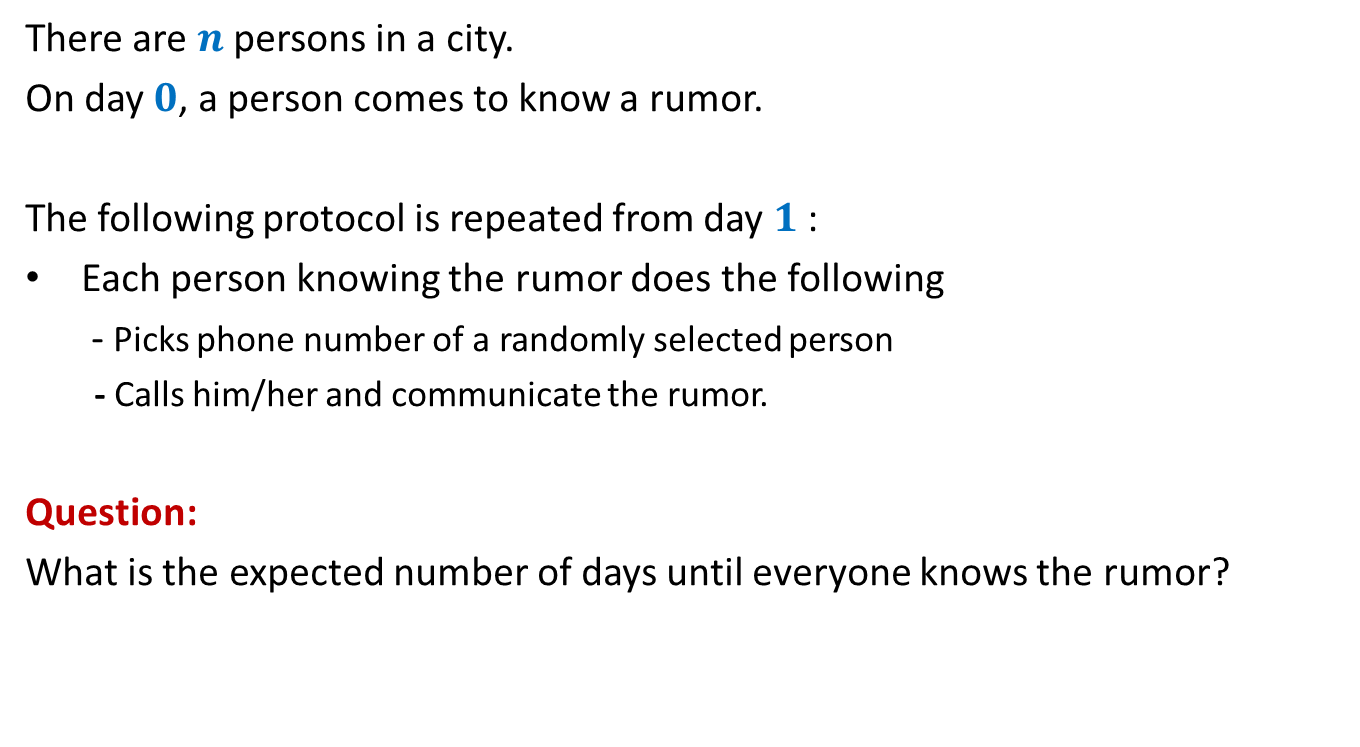 There are n persons in a city.
On day 0, a person comes to know a rumor.
The following protocol is repeated from day 1 :
• Each person knowing the rumor does the following
- Picks phone number of a randomly selected person
- Calls him/her and communicate the rumor.
Question:
What is the expected number of days until everyone knows the rumor?